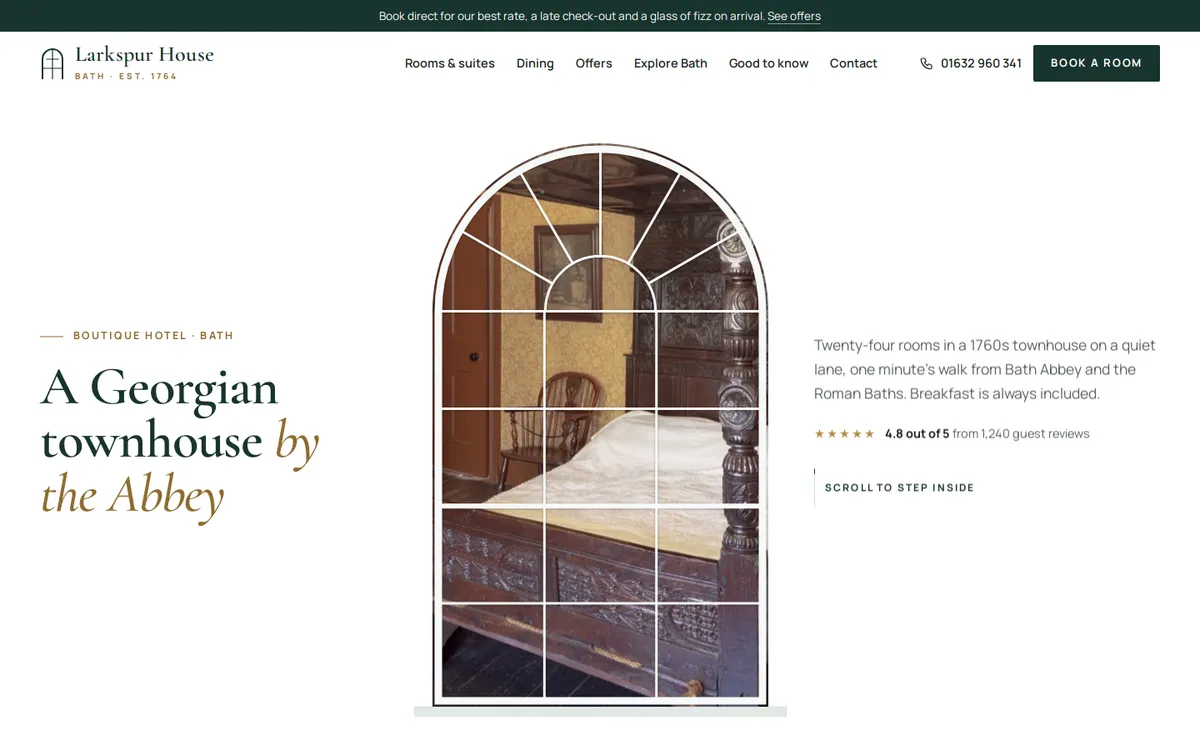 Book direct for our best rate, a late check-out and a glass of fizz on arrival. See offers
Larkspur House
BATH · EST. 1764
Rooms & suites
Dining
Offers
Explore Bath
Good to know
Contact
01632 960 341
BOOK A ROOM
BOUTIQUE HOTEL · BATH
A Georgian
townhouse by
the Abbey
Twenty-four rooms in a 1760s townhouse on a quiet
lane, one minute's walk from Bath Abbey and the
Roman Baths. Breakfast is always included.
★★★★★ 4.8 out of 5 from 1,240 guest reviews
SCROLL TO STEP INSIDE